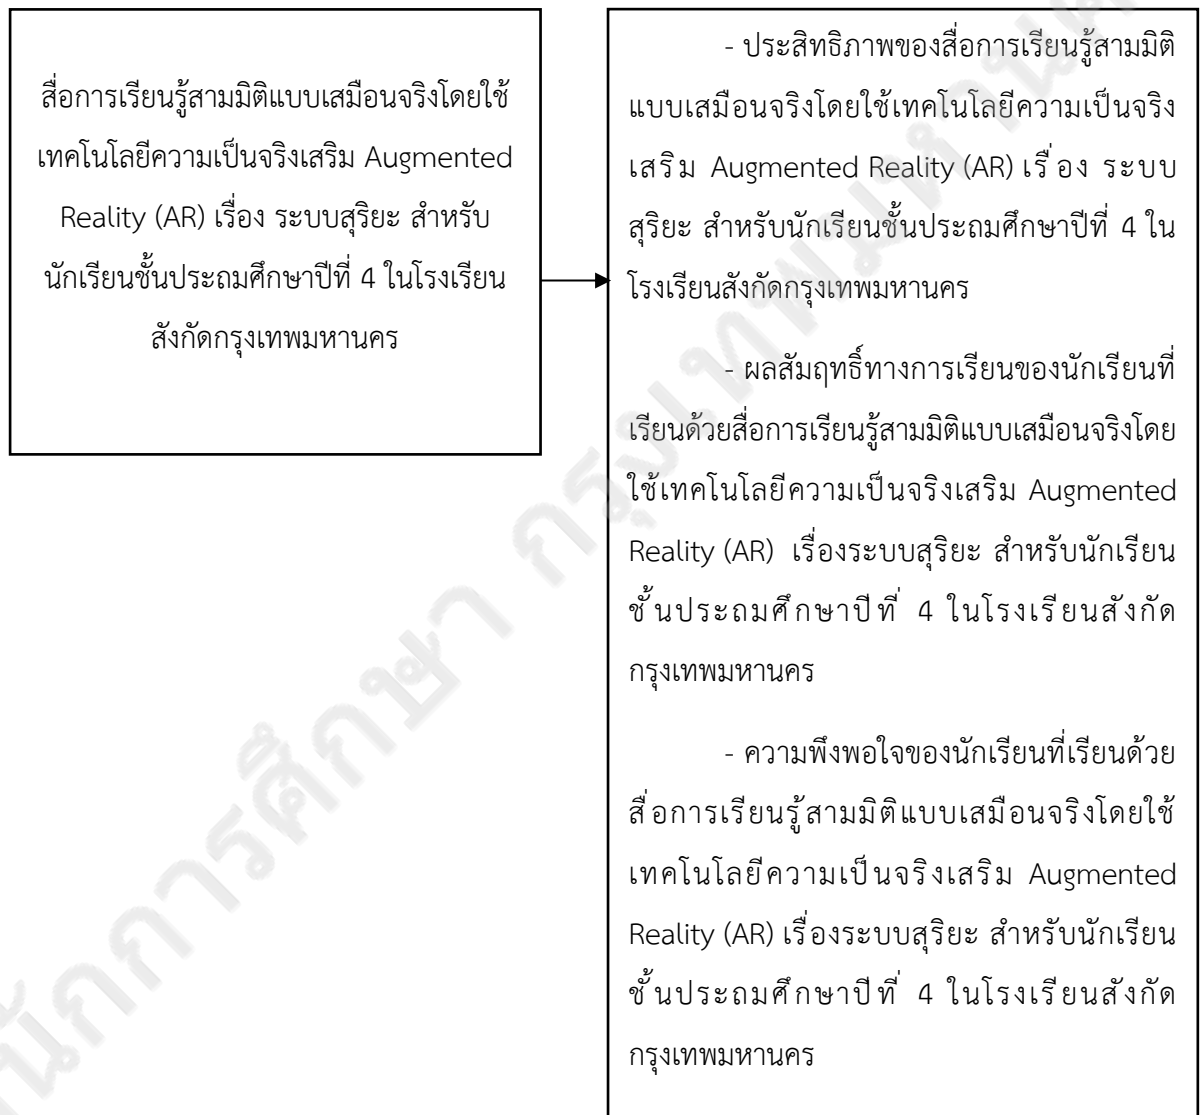 สื่อการเรียนรู้สามมิติแบบเสมือนจริงโดยใช้
เทคโนโลยีความเป็นจริงเสริม Augmented
Reality (AR) เรื่อง ระบบสุริยะ สำหรับ
นักเรียนชั้นประถมศึกษาปีที่ 4 ในโรงเรียน
สังกัดกรุงเทพมหานคร
- ประสิทธิภาพของสื่อการเรียนรู้สามมิติ
แบบเสมือนจริงโดยใช้เทคโนโลยีความเป็นจริง
เสริม Augmented Reality (AR) เรื่อง ระบบ
สุริยะ สำหรับนักเรียนชั้นประถมศึกษาปีที่ 4 ใน
โรงเรียนสังกัดกรุงเทพมหานคร
- ผลสัมฤทธิ์ทางการเรียนของนักเรียนที่
เรียนด้วยสื่อการเรียนรู้สามมิติแบบเสมือนจริงโดย
ใช้เทคโนโลยีความเป็นจริงเสริม Augmented
Reality (AR) เรื่องระบบสุริยะ สำหรับนักเรียน
ชั้นประถมศึกษาปีที่ 4 ในโรงเรียนสังกัด
กรุงเทพมหานคร
- ความพึงพอใจของนักเรียนที่เรียนด้วย
สื่อการเรียนรู้สามมิติแบบเสมือนจริงโดยใช้
เทคโนโลยีความเป็นจริงเสริม Augmented
Reality (AR) เรื่องระบบสุริยะ สำหรับนักเรียน
ชั้นประถมศึกษาปีที่ 4 ในโรงเรียนสังกัด
กรุงเทพมหานคร